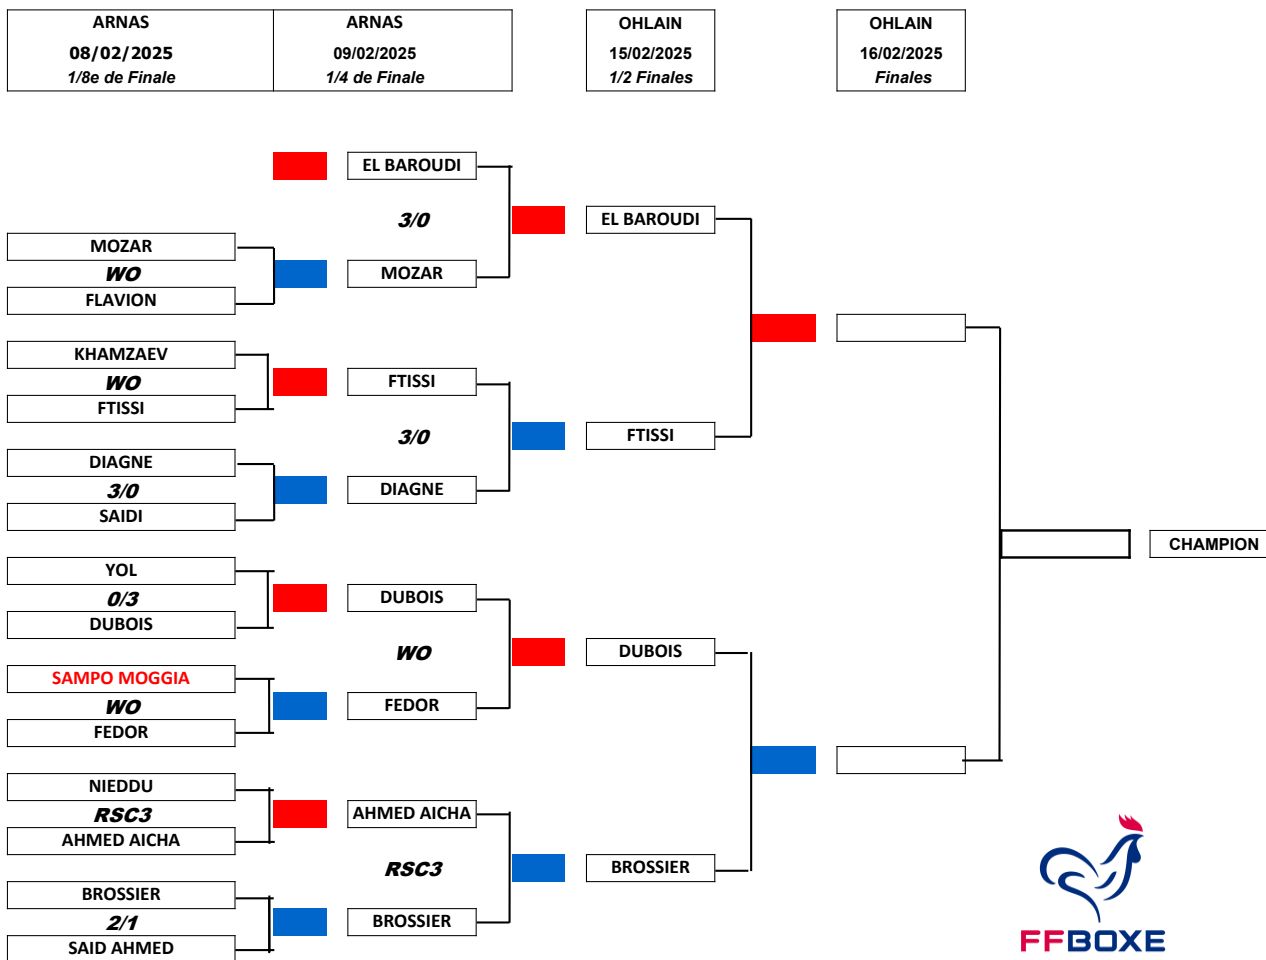 ARNAS
08/02/2025
1/8e de Finale
ARNAS
09/02/2025
1/4 de Finale
OHLAIN
15/02/2025
1/2 Finales
OHLAIN
16/02/2025
Finales
MOZAR
WO
FLAVION
KHAMZAEV
WO
FTISSI
DIAGNE
3/0
SAIDI
YOL
0/3
DUBOIS
SAMPO MOGGIA
WO
FEDOR
NIEDDU
RSC3
AHMED AICHA
BROSSIER
2/1
SAID AHMED
EL BAROUDI
3/0
MOZAR
FTISSI
3/0
DIAGNE
DUBOIS
WO
FEDOR
AHMED AICHA
RSC3
BROSSIER
EL BAROUDI
FTISSI
DUBOIS
BROSSIER
CHAMPION
FFBOXE